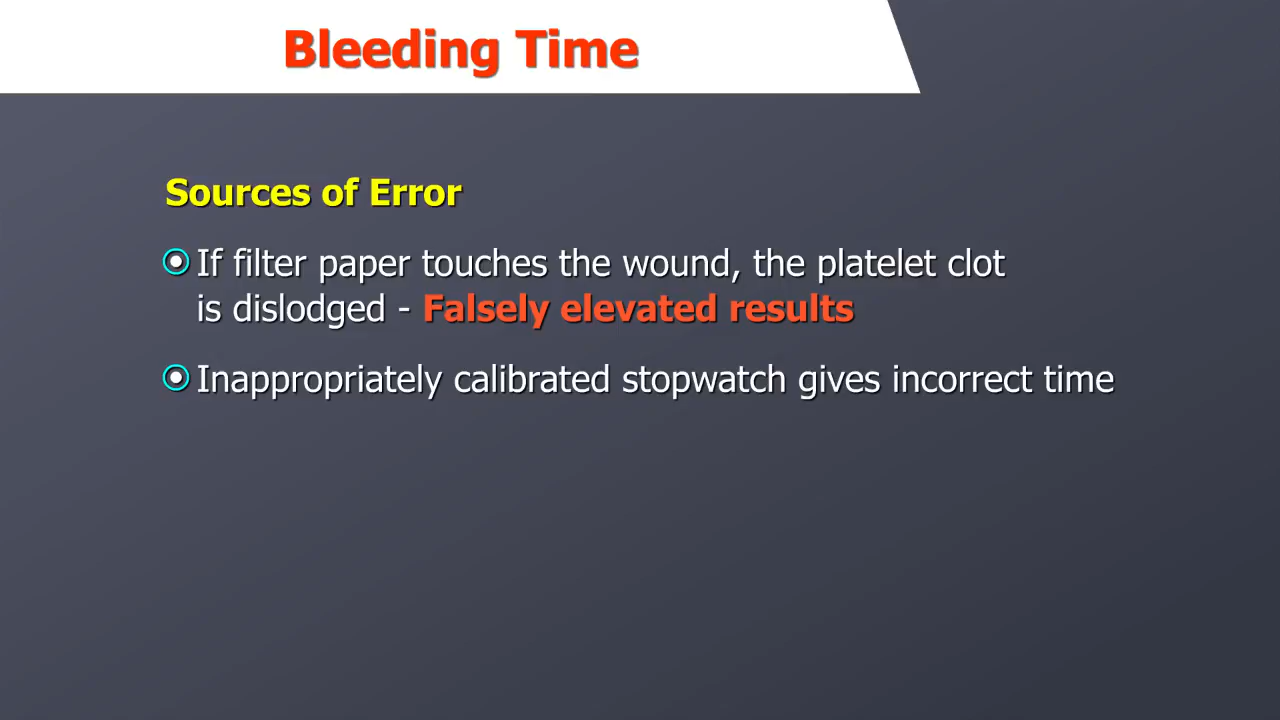 Bleeding Time
Sources of Error
If filter paper touches the wound, the platelet clot
is dislodged - Falsely elevated results
Inappropriately calibrated stopwatch gives incorrect time